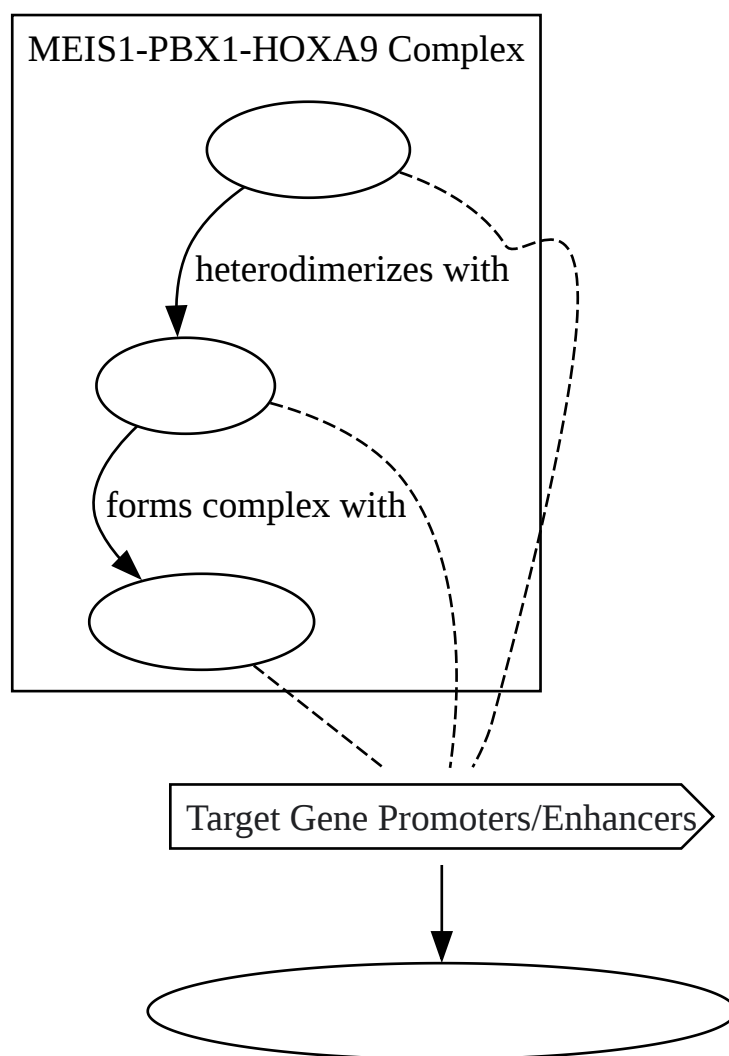 MEIS1-PBX1-HOXA9 Complex
heterodimerizes with
forms complex with
Target Gene Promoters/Enhancers